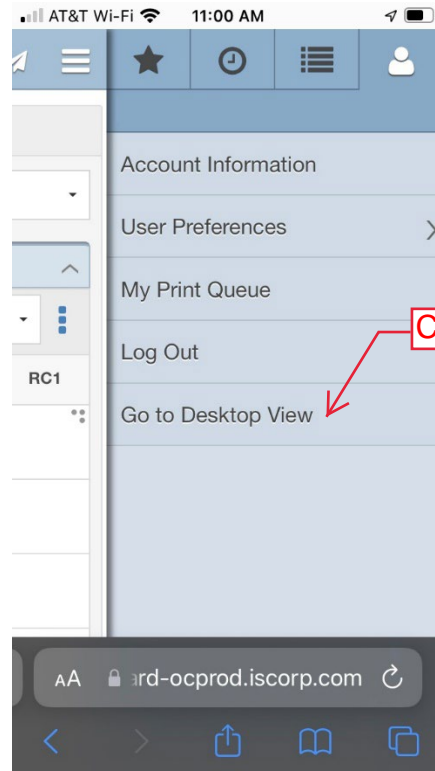 AT&T Wi-Fi 11:00 AM
Account Information
User Preferences
My Print Queue
Log Out
RC1
Go to Desktop View
AA rd-ocprod.iscorp.com